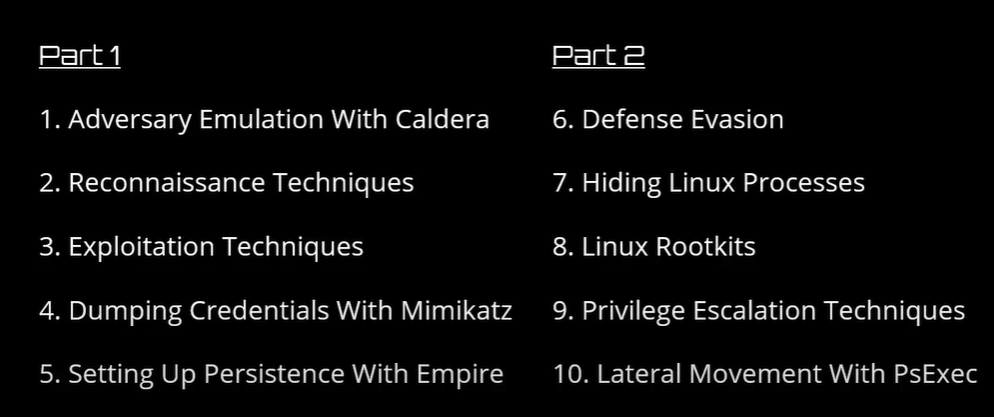 Part 1
1. Adversary Emulation With Caldera
2. Reconnaissance Techniques
3. Exploitation Techniques
4. Dumping Credentials With Mimikatz
5. Setting Up Persistence With Empire
Part 2
6. Defense Evasion
7. Hiding Linux Processes
8. Linux Rootkits
9. Privilege Escalation Techniques
10. Lateral Movement With PsExec